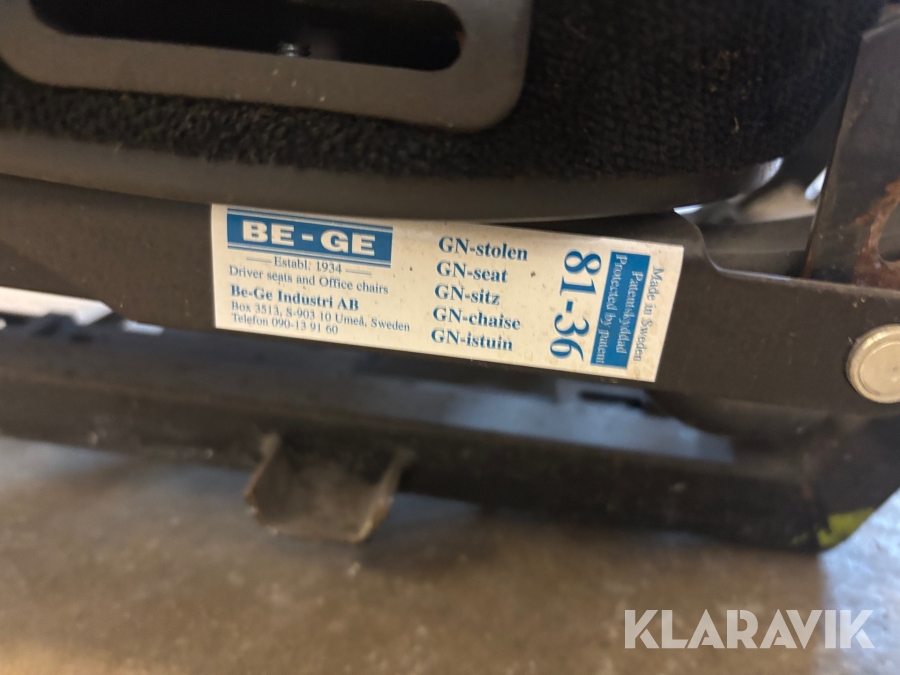 BE-GE
Establ. 1934
Driver seats and Office chairs
Be-Ge Industri AB
Box 3513, S-903 10 Umeå, Sweden
Telefon 090-13 91 60
GN-stolen
GN-seat
GN-sitz
GN-chaise
GN-istuin
81-36
Made in Sweden
Patentskyddad
Protected by patent
KLARAVIK